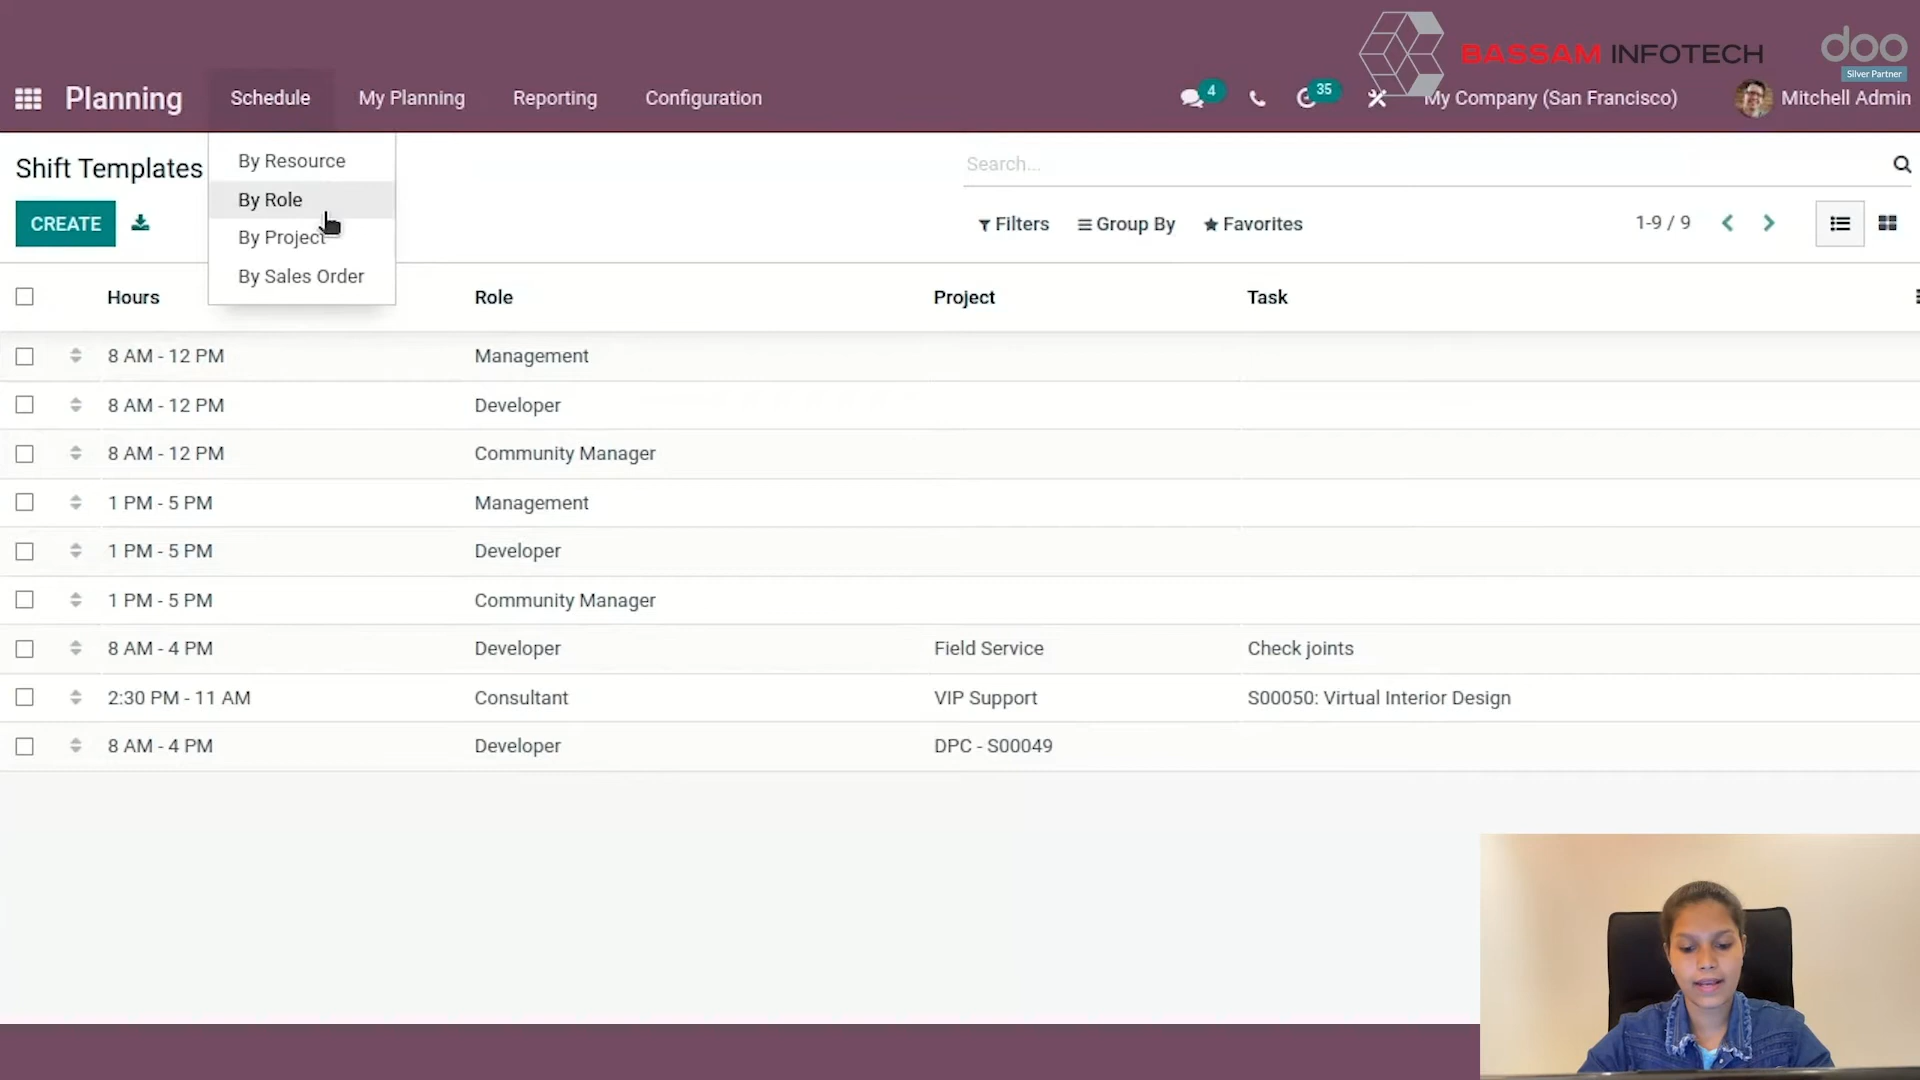 BASSAM INFOTECH
doo
Silver Partner
Planning
Schedule
My Planning
Reporting
Configuration
4
35
My Company (San Francisco)
Mitchell Admin
Shift Templates
By Resource
By Role
By Project
By Sales Order
Search...
CREATE
Filters
Group By
Favorites
1-9 / 9
Hours Role Project Task
8 AM - 12 PM Management
8 AM - 12 PM Developer
8 AM - 12 PM Community Manager
1 PM - 5 PM Management
1 PM - 5 PM Developer
1 PM - 5 PM Community Manager
8 AM - 4 PM Developer Field Service Check joints
2:30 PM - 11 AM Consultant VIP Support S00050: Virtual Interior Design
8 AM - 4 PM Developer DPC - S00049